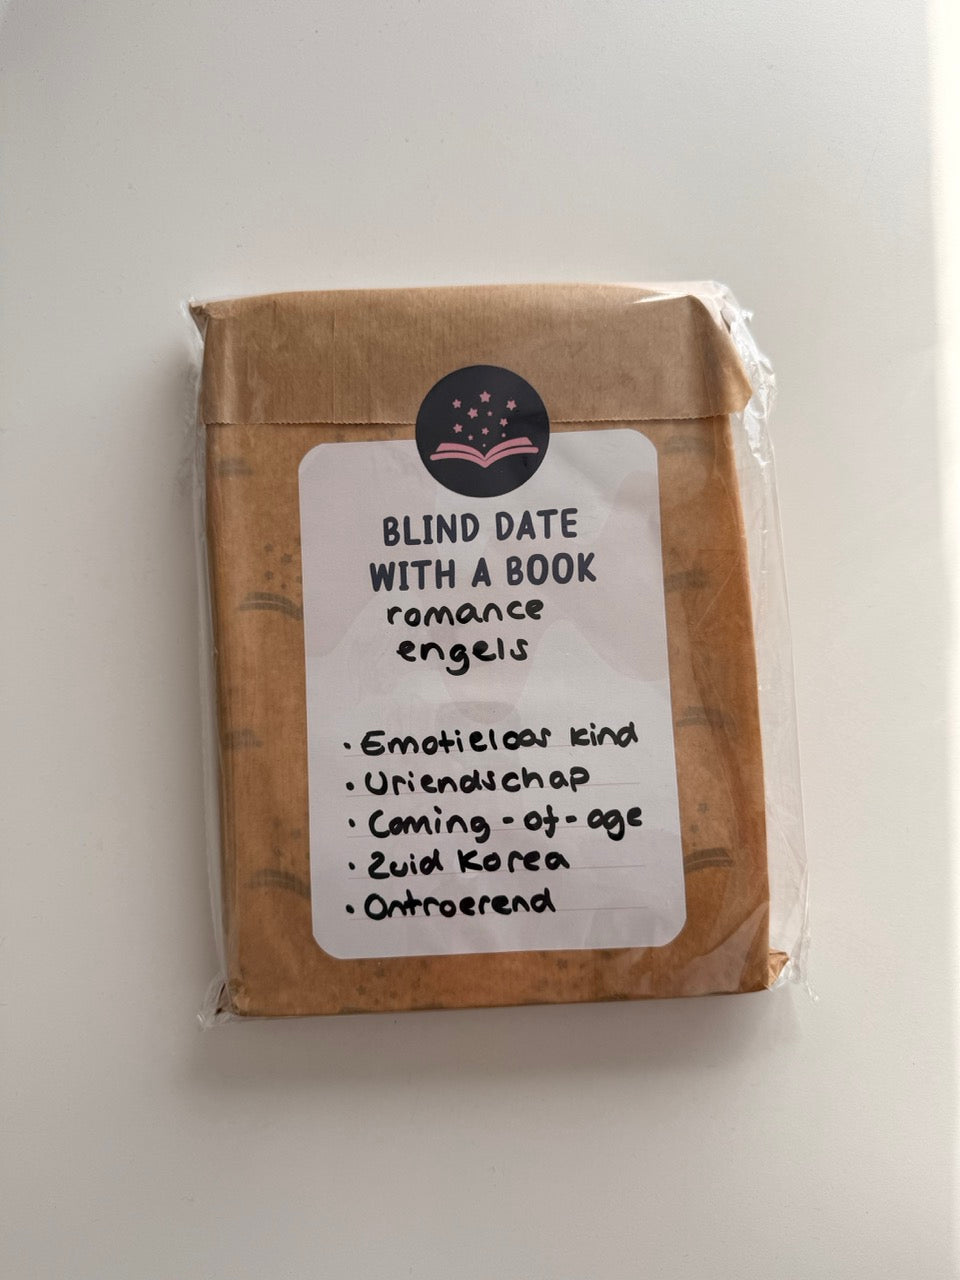 BLIND DATE
WITH A BOOK
romance
engels
• Emotieloos kind
• Vriendschap
• Coming-of-age
• Zuid Korea
• Ontroerend